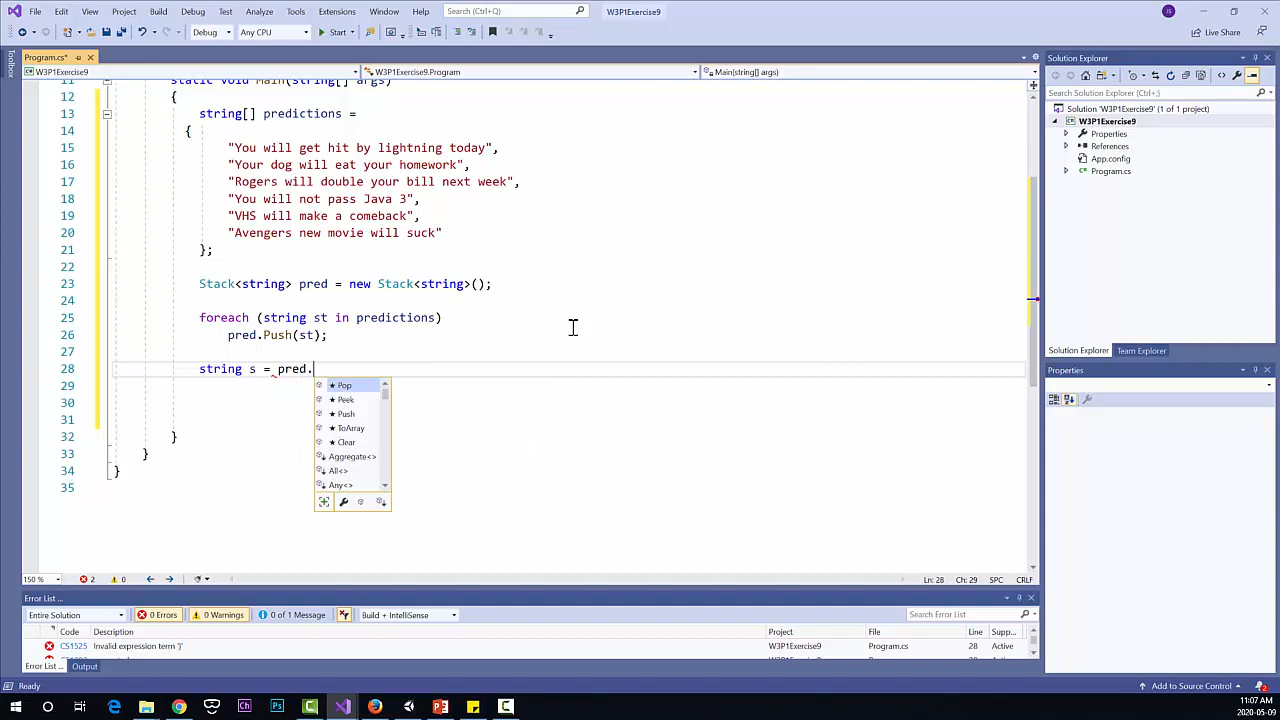 File Edit View Project Build Debug Test Analyze Tools Extensions Window Help Search (Ctrl+Q) W3P1Exercise9 JS
Debug Any CPU Start Live Share
Program.cs*
W3P1Exercise9 W3P1Exercise9.Program Main(string[] args)
Toolbox
11 static void Main(string[] args)
12 {
13 string[] predictions =
14 {
15 "You will get hit by lightning today",
16 "Your dog will eat your homework",
17 "Rogers will double your bill next week",
18 "You will not pass Java 3",
19 "VHS will make a comeback",
20 "Avengers new movie will suck"
21 };
22
23 Stack<string> pred = new Stack<string>();
24
25 foreach (string st in predictions)
26 pred.Push(st);
27
28 string s = pred.
29
30
31
32 }
33 }
34 }
35
★ Pop
★ Peek
★ Push
★ ToArray
★ Clear
Aggregate<>
All<>
Any<>
150 % 2 0 Ln: 28 Ch: 29 SPC CRLF
Error List ...
Entire Solution 0 Errors 0 Warnings 0 of 1 Message Build + IntelliSense Search Error List
Code Description Project File Line Supp...
CS1525 Invalid expression term '}' W3P1Exercise9 Program.cs 28 Active
Error List ... Output
Solution Explorer
Search Solution Explorer (Ctrl+;)
Solution 'W3P1Exercise9' (1 of 1 project)
W3P1Exercise9
Properties
References
App.config
Program.cs
Solution Explorer Team Explorer
Properties
Ready Add to Source Control 2
11:07 AM
2020-05-09